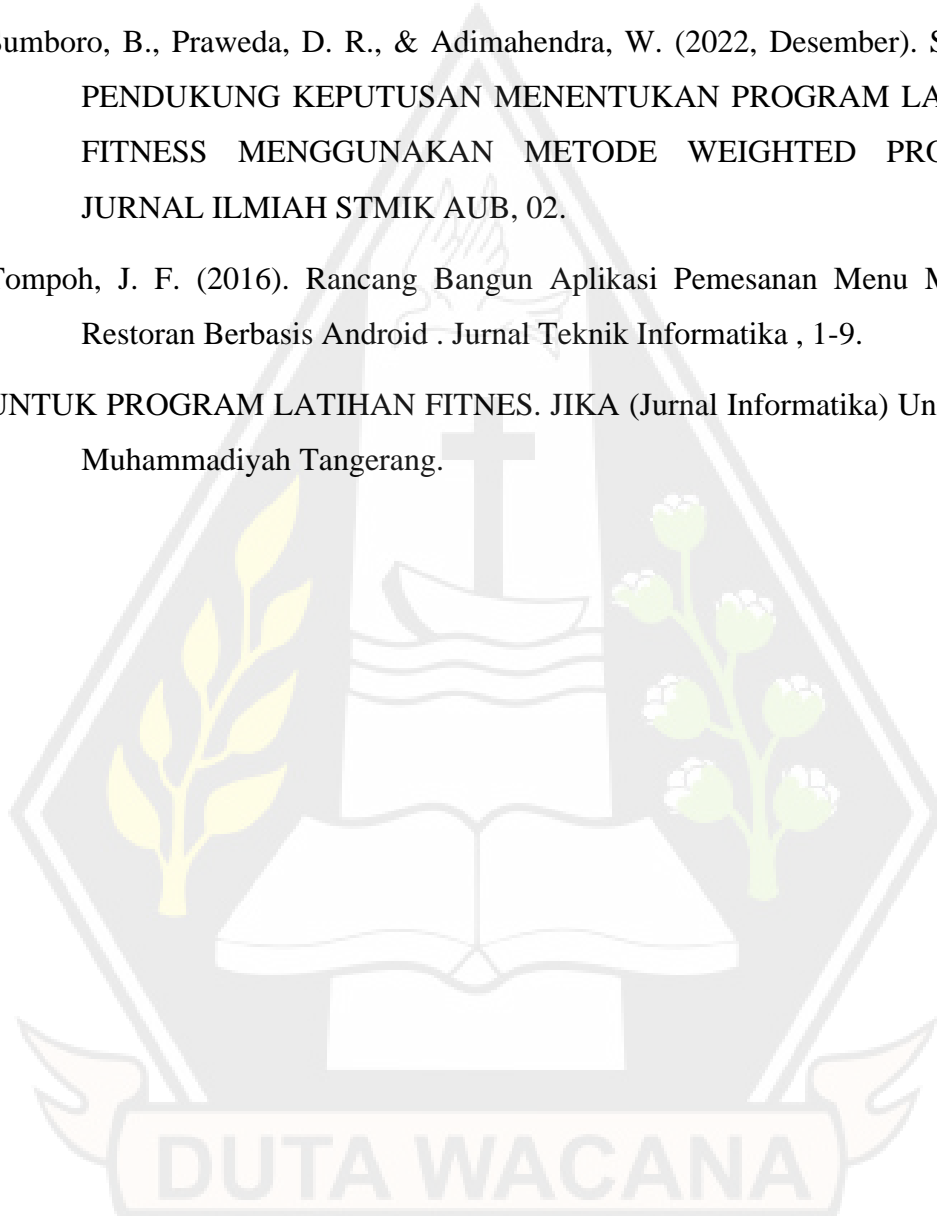 umboro, B., Praweda, D. R., & Adimahendra, W. (2022, Desember). S
PENDUKUNG KEPUTUSAN MENENTUKAN PROGRAM LA
FITNESS MENGGUNAKAN METODE WEIGHTED PRO
JURNAL ILMIAH STMIK AUB, 02.
ompoh, J. F. (2016). Rancang Bangun Aplikasi Pemesanan Menu M
Restoran Berbasis Android . Jurnal Teknik Informatika , 1-9.
UNTUK PROGRAM LATIHAN FITNES. JIKA (Jurnal Informatika) Un
Muhammadiyah Tangerang.
DUTA WACANA